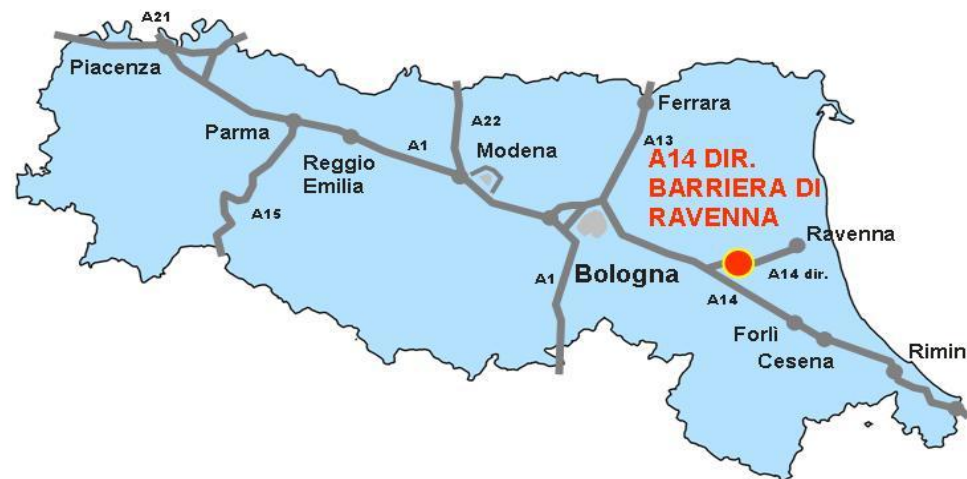 A21
Piacenza
Parma
A15
Reggio
Emilia
A1
A22
Modena
Ferrara
A13
A14 DIR.
BARRIERA DI
RAVENNA
Ravenna
A14 dir.
Bologna
A1
A14
Forlì
Cesena
Rimin